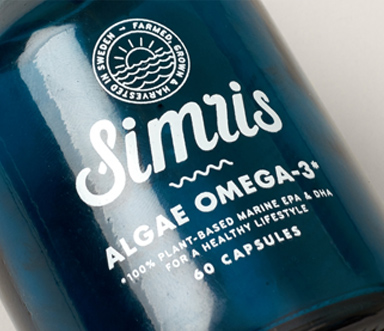 FARMED, GROWN & HARVESTED IN SWEDEN →
Simris
ALGAE OMEGA-3*
*100% PLANT-BASED MARINE EPA & DHA
FOR A HEALTHY LIFESTYLE
60 CAPSULES